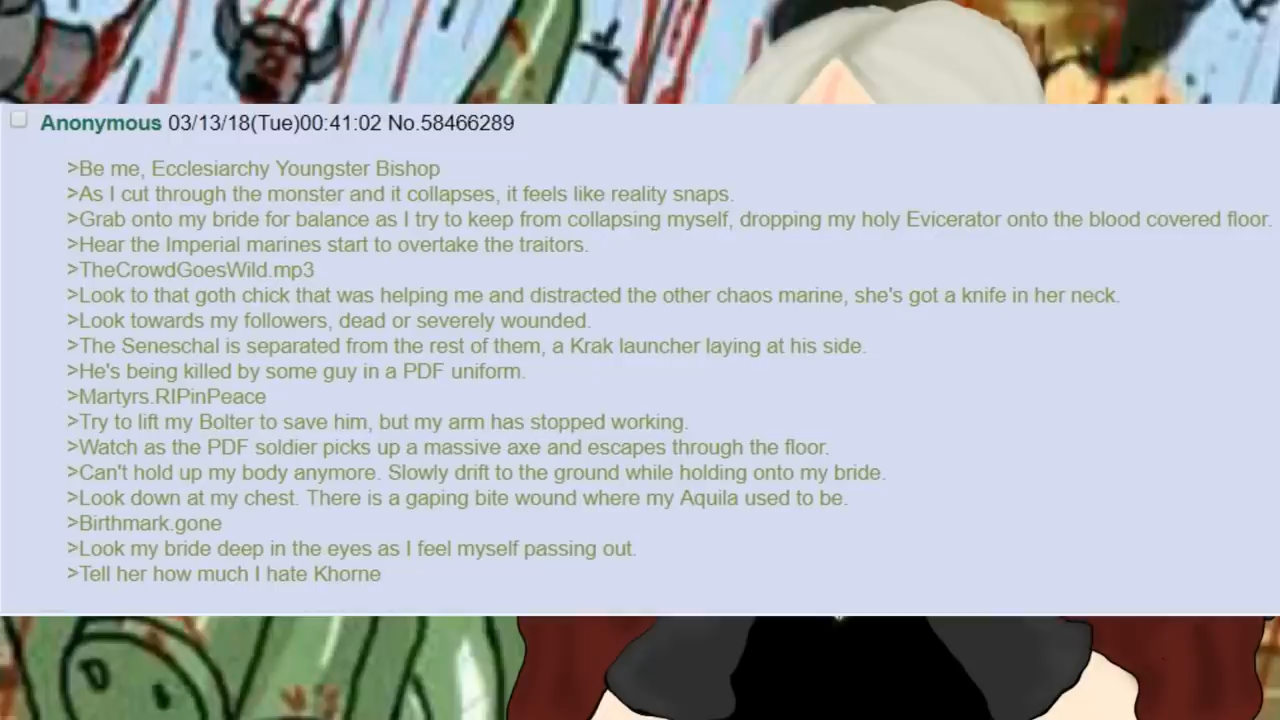 Anonymous 03/13/18(Tue)00:41:02 No.58466289
>Be me, Ecclesiarchy Youngster Bishop
>As I cut through the monster and it collapses, it feels like reality snaps.
>Grab onto my bride for balance as I try to keep from collapsing myself, dropping my holy Evicerator onto the blood covered floor.
>Hear the Imperial marines start to overtake the traitors.
>TheCrowdGoesWild.mp3
>Look to that goth chick that was helping me and distracted the other chaos marine, she's got a knife in her neck.
>Look towards my followers, dead or severely wounded.
>The Seneschal is separated from the rest of them, a Krak launcher laying at his side.
>He's being killed by some guy in a PDF uniform.
>Martyrs.RIPinPeace
>Try to lift my Bolter to save him, but my arm has stopped working.
>Watch as the PDF soldier picks up a massive axe and escapes through the floor.
>Can't hold up my body anymore. Slowly drift to the ground while holding onto my bride.
>Look down at my chest. There is a gaping bite wound where my Aquila used to be.
>Birthmark.gone
>Look my bride deep in the eyes as I feel myself passing out.
>Tell her how much I hate Khorne